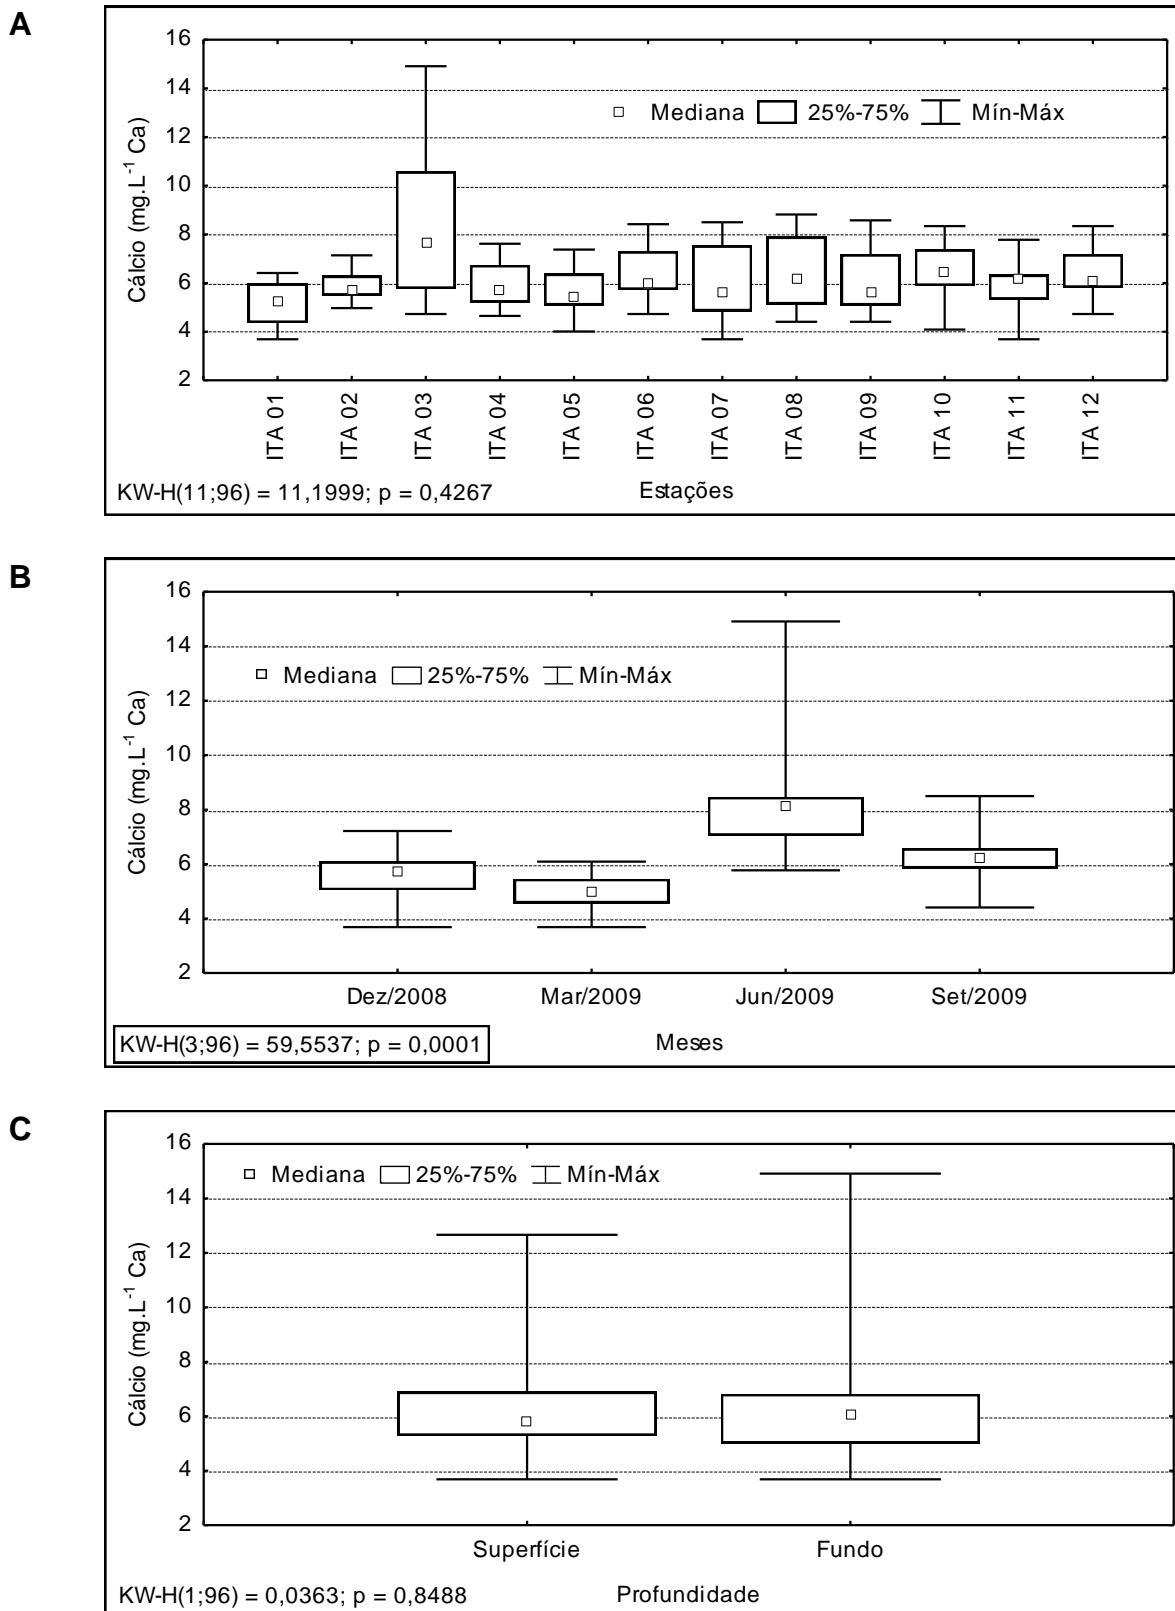 A
16
14
12
10
8
6
4
2
Cálcio (mg.L⁻¹ Ca)
Mediana 25%-75% Mín-Máx
ITA 01 ITA 02 ITA 03 ITA 04 ITA 05 ITA 06 ITA 07 ITA 08 ITA 09 ITA 10 ITA 11 ITA 12
KW-H(11;96) = 11,1999; p = 0,4267 Estações
B
16
14
12
10
8
6
4
2
Cálcio (mg.L⁻¹ Ca)
Mediana 25%-75% Mín-Máx
Dez/2008 Mar/2009 Jun/2009 Set/2009
KW-H(3;96) = 59,5537; p = 0,0001 Meses
C
16
14
12
10
8
6
4
2
Cálcio (mg.L⁻¹ Ca)
Mediana 25%-75% Mín-Máx
Superfície Fundo
KW-H(1;96) = 0,0363; p = 0,8488 Profundidade